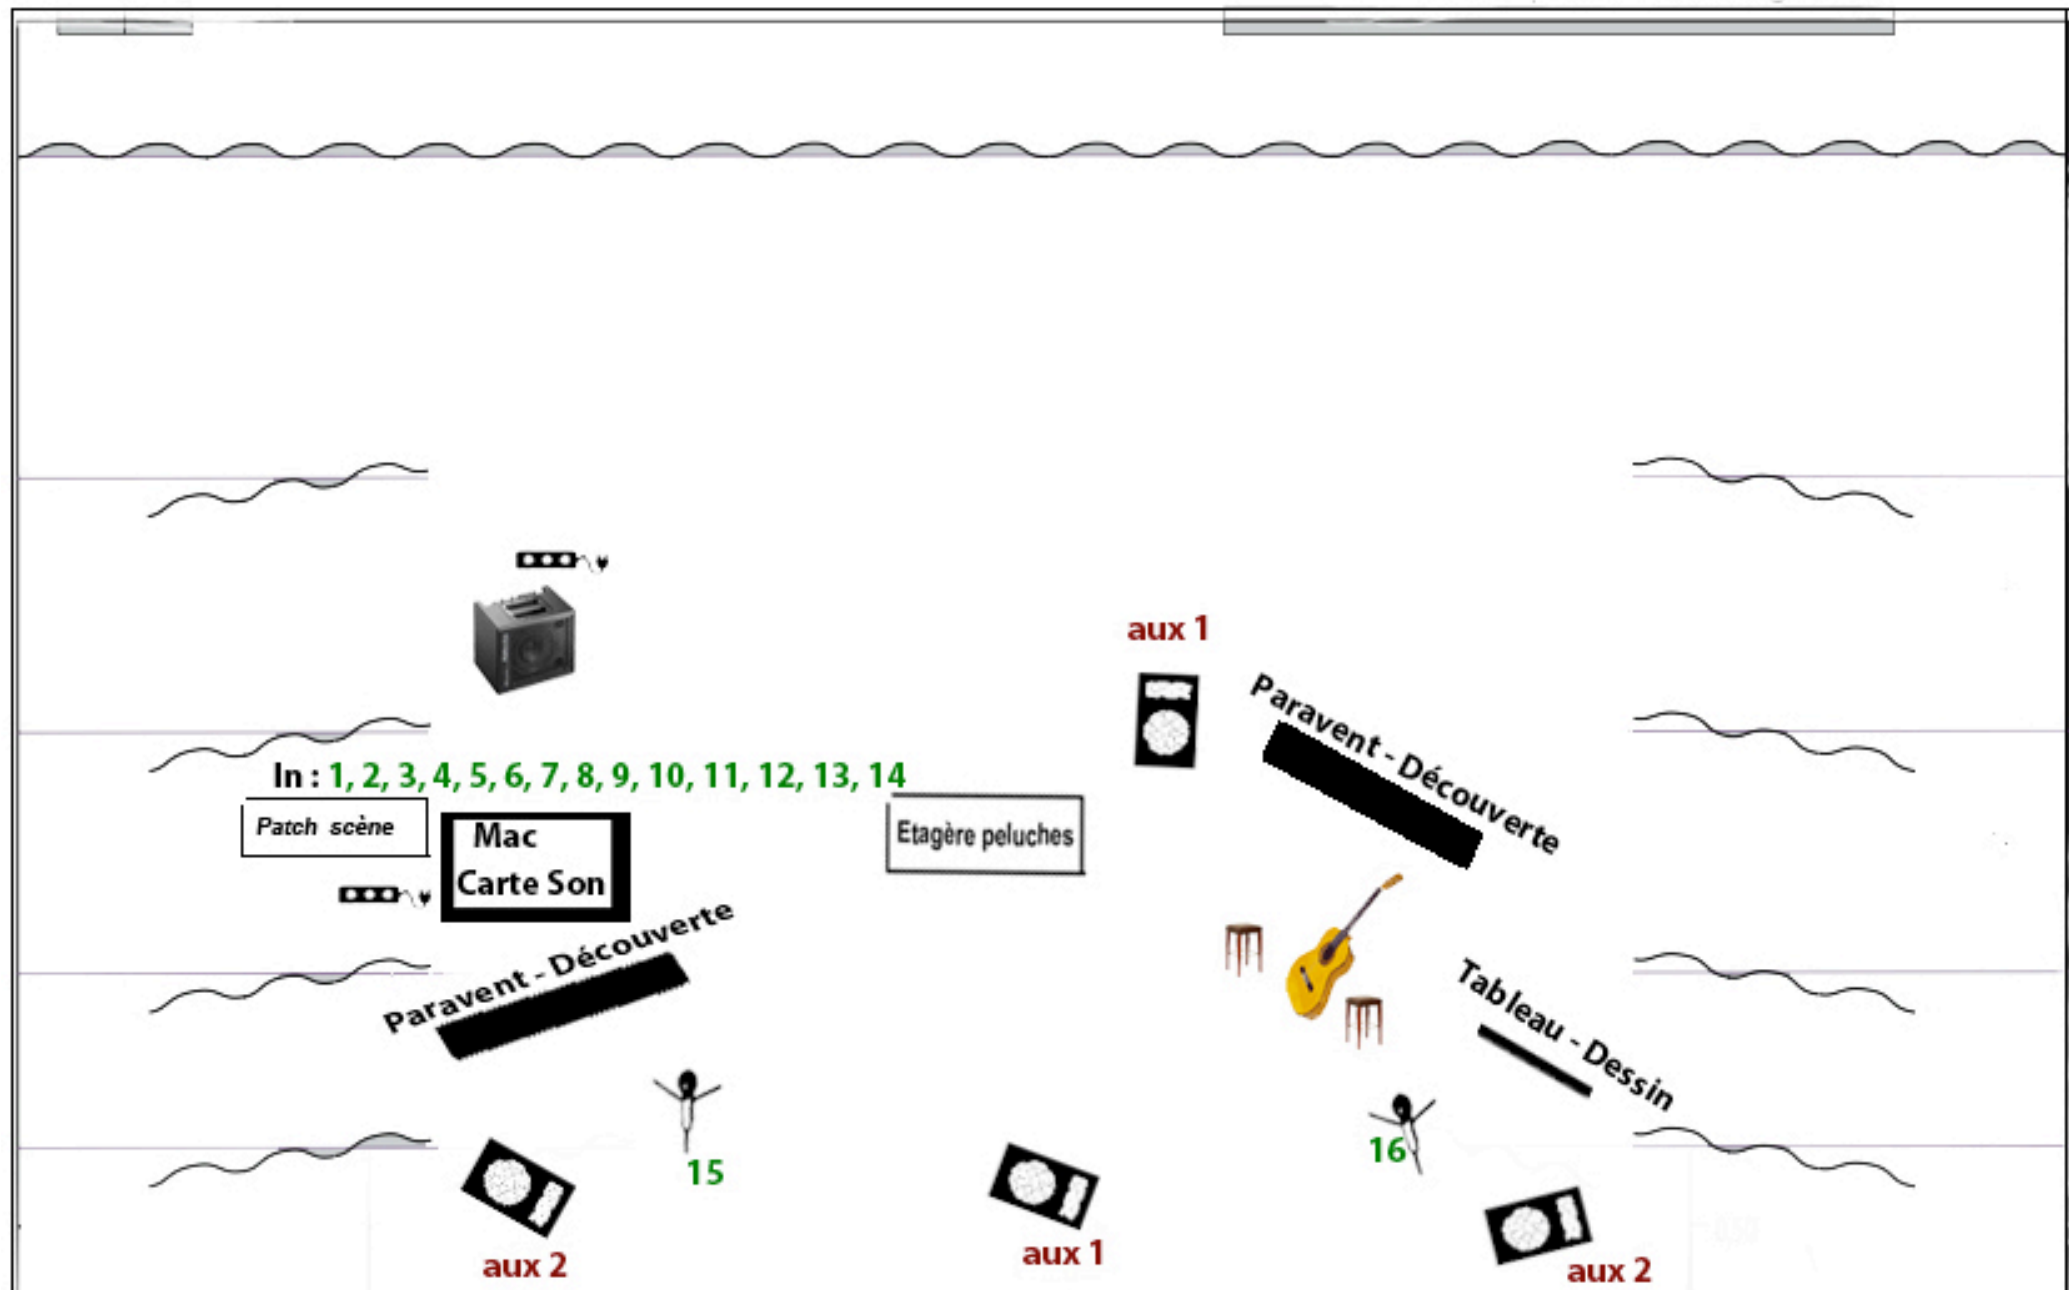 aux 1
Paravent - Découverte
In : 1, 2, 3, 4, 5, 6, 7, 8, 9, 10, 11, 12, 13, 14
Patch scène
Mac
Carte Son
Etagère peluches
Paravent - Découverte
Tableau - Dessin
15
16
aux 2
aux 1
aux 2